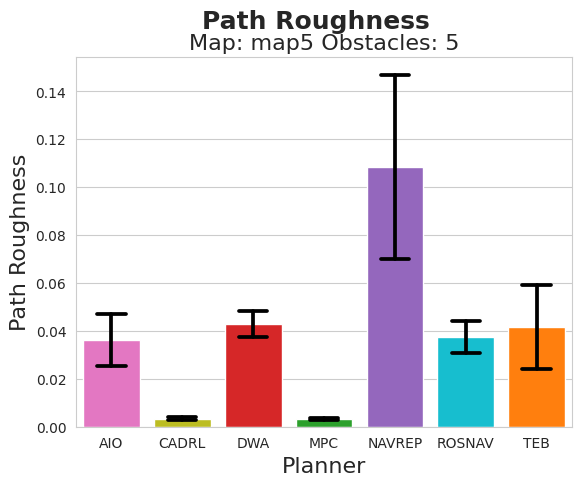 Path Roughness
Map: map5 Obstacles: 5
Path Roughness
0.14
0.12
0.10
0.08
0.06
0.04
0.02
0.00
AIO CADRL DWA MPC NAVREP ROSNAV TEB
Planner